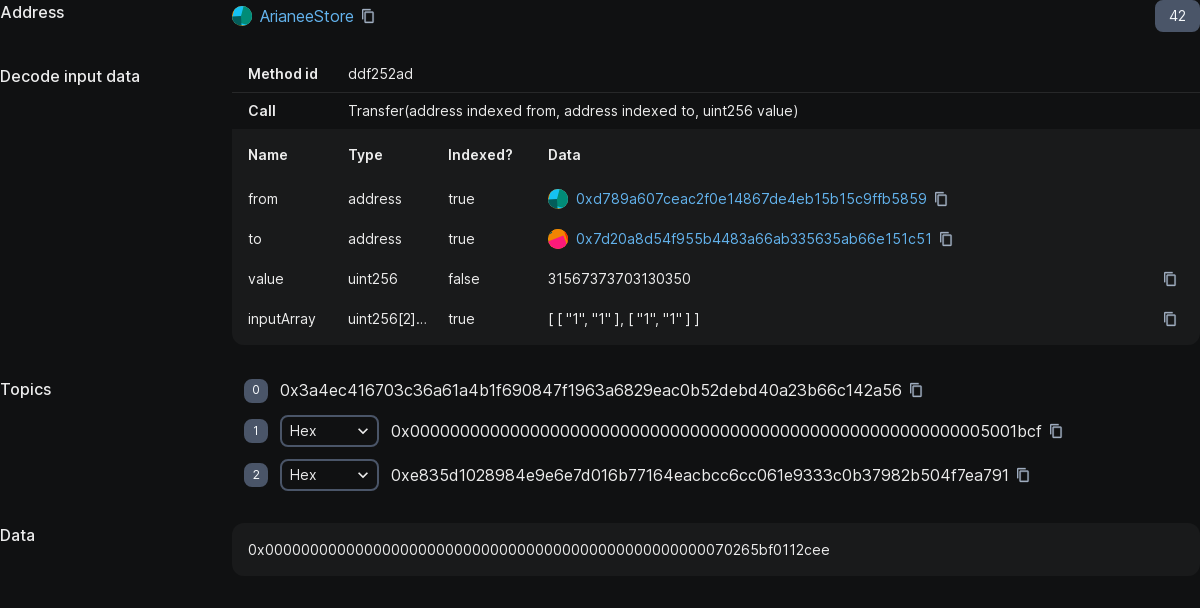 Address
ArianeeStore
42
Decode input data
Method id ddf252ad
Call Transfer(address indexed from, address indexed to, uint256 value)
Name Type Indexed? Data
from address true 0xd789a607ceac2f0e14867de4eb15b15c9ffb5859
to address true 0x7d20a8d54f955b4483a66ab335635ab66e151c51
value uint256 false 31567373703130350
inputArray uint256[2]... true [ [ "1", "1" ], [ "1", "1" ] ]
Topics
0 0x3a4ec416703c36a61a4b1f690847f1963a6829eac0b52debd40a23b66c142a56
1 Hex 0x0000000000000000000000000000000000000000000000000000000005001bcf
2 Hex 0xe835d1028984e9e6e7d016b77164eacbcc6cc061e9333c0b37982b504f7ea791
Data
0x0000000000000000000000000000000000000000000000000070265bf0112cee